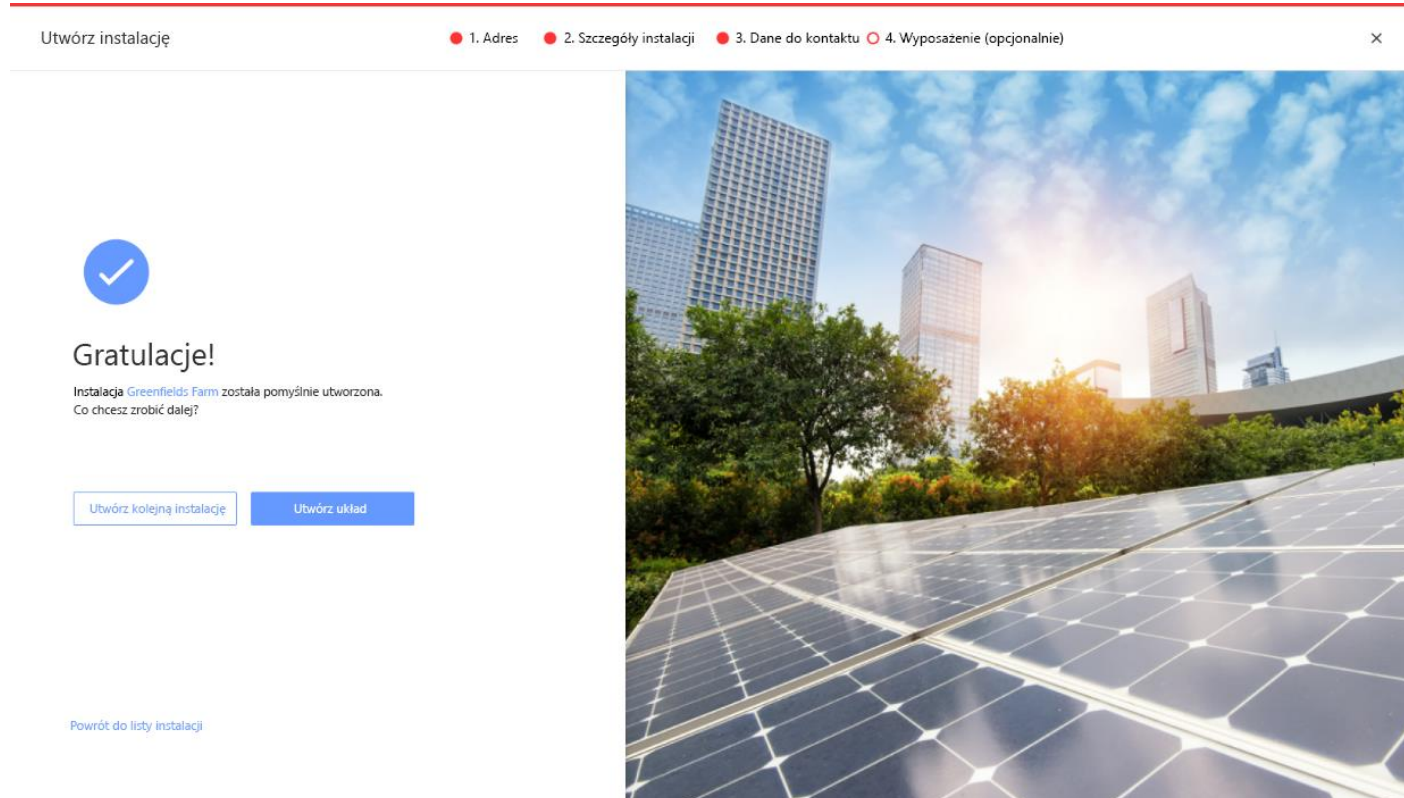 Utwórz instalację
1. Adres
2. Szczegóły instalacji
3. Dane do kontaktu
4. Wyposażenie (opcjonalnie)
Gratulacje!
Instalacja Greenfields Farm została pomyślnie utworzona.
Co chcesz zrobić dalej?
Utwórz kolejną instalację
Utwórz układ
Powrót do listy instalacji